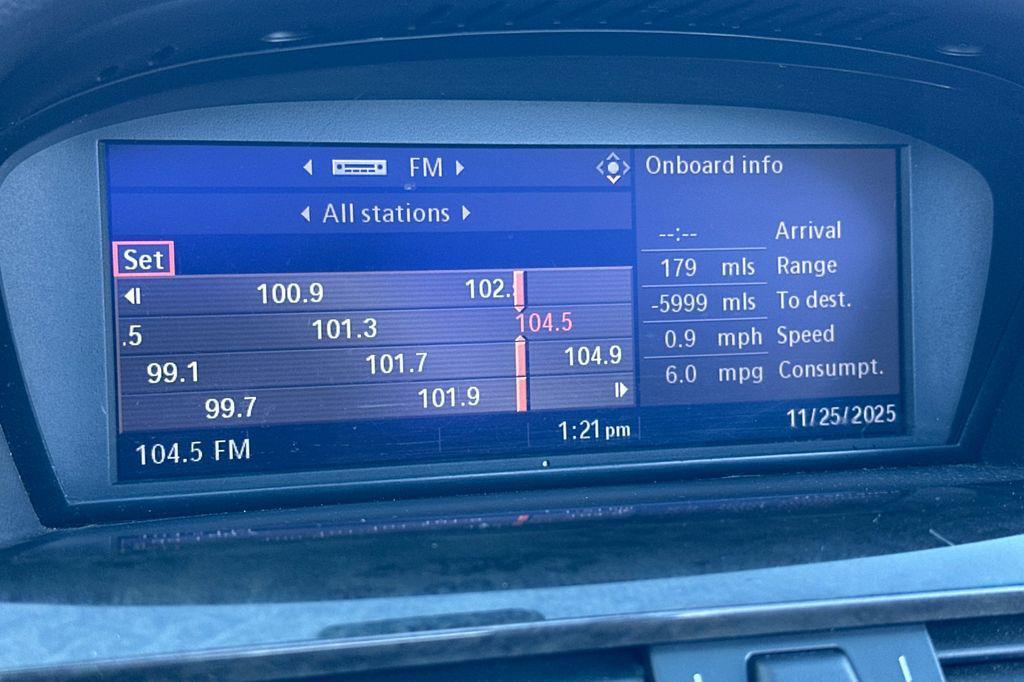 FM
All stations
Set
100.9 102.
.5 101.3 104.5
99.1 101.7 104.9
99.7 101.9
104.5 FM
1:21 pm
Onboard info
--:-- Arrival
179 mls Range
-5999 mls To dest.
0.9 mph Speed
6.0 mpg Consumpt.
11/25/2025